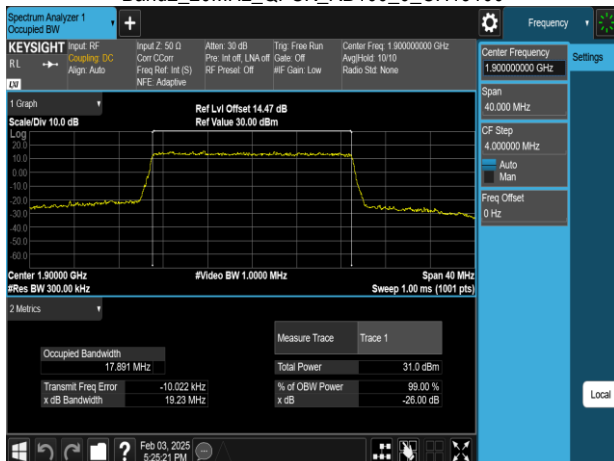 Spectrum Analyzer 1
Occupied BW
+
Frequency
KEYSIGHT
RL
LXI
Input: RF
Coupling: DC
Align: Auto
Input Z: 50 Ω
Corr CCorr
Freq Ref: Int (S)
NFE: Adaptive
Atten: 30 dB
Pre: Int off, LNA off
RF Presel: Off
Trig: Free Run
Gate: Off
#IF Gain: Low
Center Freq: 1.900000000 GHz
Avg|Hold: 10/10
Radio Std: None
Center Frequency
1.900000000 GHz
Settings
Span
40.000 MHz
CF Step
4.000000 MHz
Auto
Man
Freq Offset
0 Hz
1 Graph
Scale/Div 10.0 dB
Ref Lvl Offset 14.47 dB
Ref Value 30.00 dBm
Log
20.0
10.0
0.00
-10.0
-20.0
-30.0
-40.0
-50.0
-60.0
Center 1.90000 GHz
#Video BW 1.0000 MHz
Span 40 MHz
#Res BW 300.00 kHz
Sweep 1.00 ms (1001 pts)
2 Metrics
Measure Trace
Trace 1
Occupied Bandwidth
17.891 MHz
Total Power
31.0 dBm
Transmit Freq Error
-10.022 kHz
% of OBW Power
99.00 %
x dB Bandwidth
19.23 MHz
x dB
-26.00 dB
Local
?
Feb 03, 2025
5:25:21 PM